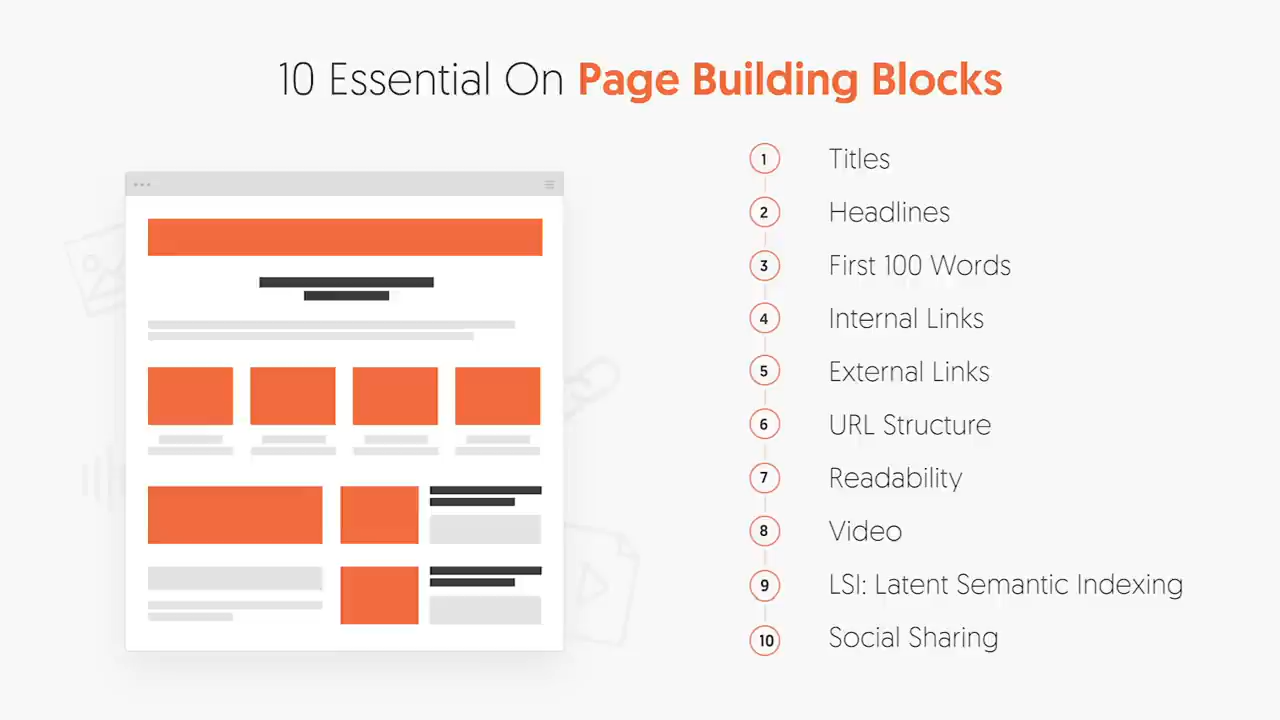 10 Essential On Page Building Blocks
1 Titles
2 Headlines
3 First 100 Words
4 Internal Links
5 External Links
6 URL Structure
7 Readability
8 Video
9 LSI: Latent Semantic Indexing
10 Social Sharing